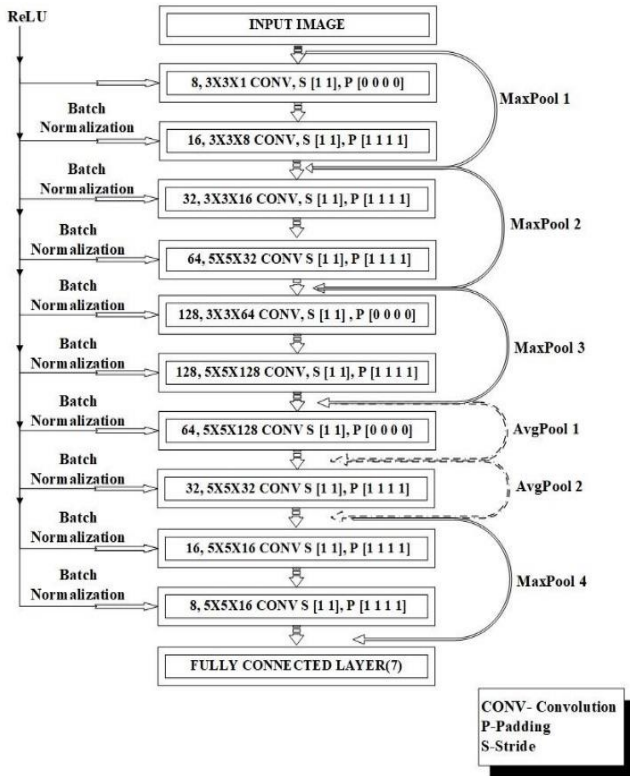 ReLU
INPUT IMAGE
8, 3X3X1 CONV, S [1 1], P [0 0 0 0]
MaxPool 1
Batch
Normalization
16, 3X3X8 CONV, S [1 1], P [1 1 1 1]
Batch
Normalization
32, 3X3X16 CONV, S [1 1], P [1 1 1 1]
MaxPool 2
Batch
Normalization
64, 5X5X32 CONV S [1 1], P [1 1 1 1]
Batch
Normalization
128, 3X3X64 CONV, S [1 1] , P [0 0 0 0]
MaxPool 3
Batch
Normalization
128, 5X5X128 CONV, S [1 1], P [1 1 1 1]
Batch
Normalization
64, 5X5X128 CONV S [1 1], P [0 0 0 0]
AvgPool 1
Batch
Normalization
32, 5X5X32 CONV S [1 1], P [1 1 1 1]
AvgPool 2
Batch
Normalization
16, 5X5X16 CONV S [1 1], P [1 1 1 1]
MaxPool 4
Batch
Normalization
8, 5X5X16 CONV S [1 1], P [1 1 1 1]
FULLY CONNECTED LAYER(7)
CONV- Convolution
P-Padding
S-Stride